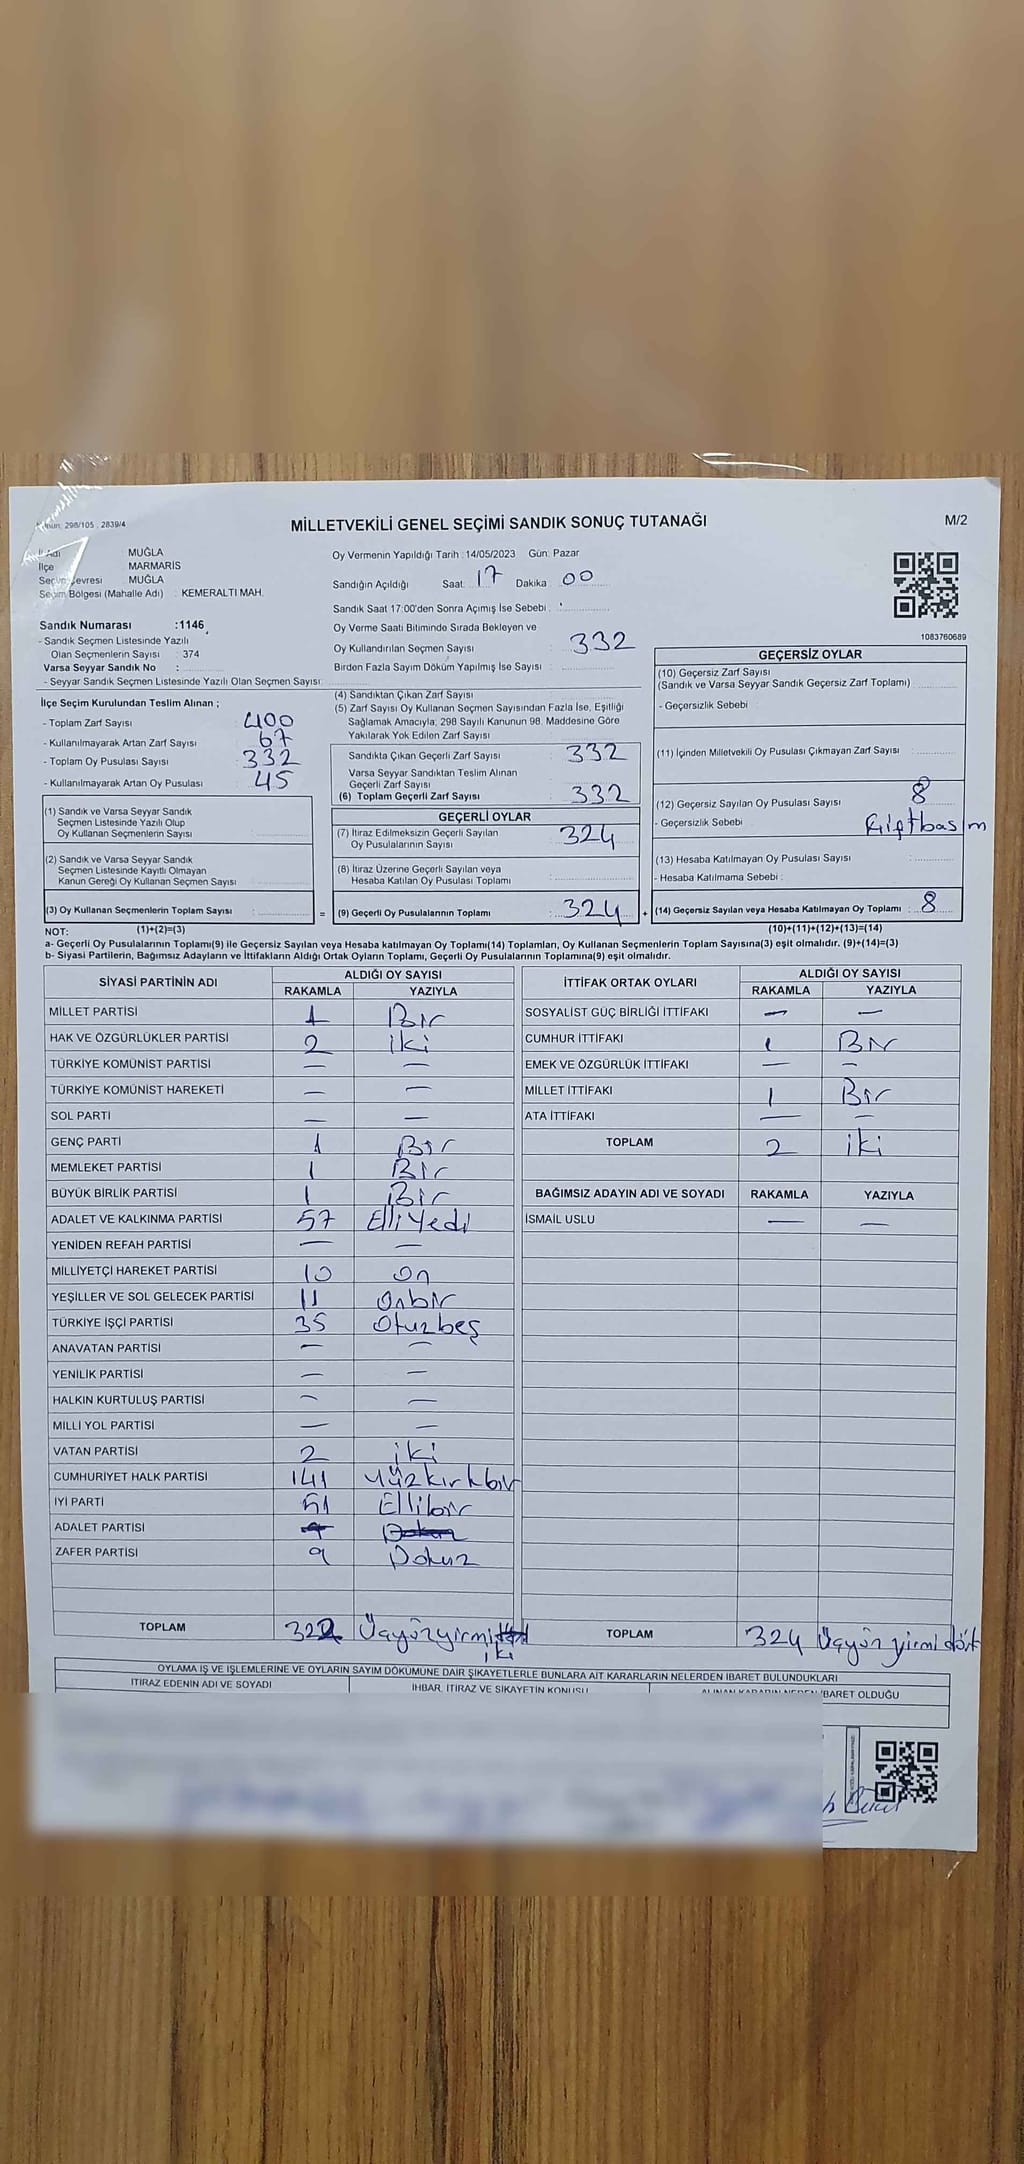 Kanun: 298/105 , 2839/4
MİLLETVEKİLİ GENEL SEÇİMİ SANDIK SONUÇ TUTANAĞI
M/2
İl Adı MUĞLA
İlçe MARMARİS
Seçim Çevresi MUĞLA
Seçim Bölgesi (Mahalle Adı) : KEMERALTI MAH.
Sandık Numarası :1146
- Sandık Seçmen Listesinde Yazılı
Olan Seçmenlerin Sayısı : 374
Varsa Seyyar Sandık No :
- Seyyar Sandık Seçmen Listesinde Yazılı Olan Seçmen Sayısı:
Oy Vermenin Yapıldığı Tarih : 14/05/2023 Gün: Pazar
Sandığın Açıldığı Saat: 17 Dakika 00
Sandık Saat 17:00'den Sonra Açımış İse Sebebi :
Oy Verme Saati Bitiminde Sırada Bekleyen ve
Oy Kullandırılan Seçmen Sayısı 332
Birden Fazla Sayım Döküm Yapılmış İse Sayısı :
1083760689
İlçe Seçim Kurulundan Teslim Alınan ;
- Toplam Zarf Sayısı : 400
- Kullanılmayarak Artan Zarf Sayısı : 67
- Toplam Oy Pusulası Sayısı : 332
- Kullanılmayarak Artan Oy Pusulası : 45
(1) Sandık ve Varsa Seyyar Sandık
Seçmen Listesinde Yazılı Olup
Oy Kullanan Seçmenlerin Sayısı
(2) Sandık ve Varsa Seyyar Sandık
Seçmen Listesinde Kayıtlı Olmayan
Kanun Gereği Oy Kullanan Seçmen Sayısı :
(3) Oy Kullanan Seçmenlerin Toplam Sayısı :
(4) Sandıktan Çıkan Zarf Sayısı
(5) Zarf Sayısı Oy Kullanan Seçmen Sayısından Fazla İse, Eşitliği
Sağlamak Amacıyla, 298 Sayılı Kanunun 98. Maddesine Göre
Yakılarak Yok Edilen Zarf Sayısı :
Sandıkta Çıkan Geçerli Zarf Sayısı : 332
Varsa Seyyar Sandıktan Teslim Alınan
Geçerli Zarf Sayısı
(6) Toplam Geçerli Zarf Sayısı : 332
GEÇERLİ OYLAR
(7) İtiraz Edilmeksizin Geçerli Sayılan
Oy Pusulalarının Sayısı : 324
(8) İtiraz Üzerine Geçerli Sayılan veya
Hesaba Katılan Oy Pusulası Toplamı :
= (9) Geçerli Oy Pusulalarının Toplamı : 324 +
GEÇERSİZ OYLAR
(10) Geçersiz Zarf Sayısı
(Sandık ve Varsa Seyyar Sandık Geçersiz Zarf Toplamı)
- Geçersizlik Sebebi :
(11) İçinden Milletvekili Oy Pusulası Çıkmayan Zarf Sayısı :
(12) Geçersiz Sayılan Oy Pusulası Sayısı : 8
- Geçersizlik Sebebi : Çiftbasım
(13) Hesaba Katılmayan Oy Pusulası Sayısı :
- Hesaba Katılmama Sebebi :
(14) Geçersiz Sayılan veya Hesaba Katılmayan Oy Toplamı : 8
NOT: (1)+(2)=(3) (10)+(11)+(12)+(13)=(14)
a- Geçerli Oy Pusulalarının Toplamı(9) ile Geçersiz Sayılan veya Hesaba katılmayan Oy Toplamı(14) Toplamları, Oy Kullanan Seçmenlerin Toplam Sayısına(3) eşit olmalıdır. (9)+(14)=(3)
b- Siyasi Partilerin, Bağımsız Adayların ve İttifakların Aldığı Ortak Oyların Toplamı, Geçerli Oy Pusulalarının Toplamına(9) eşit olmalıdır.
SİYASİ PARTİNİN ADI ALDIĞI OY SAYISI
RAKAMLA YAZIYLA
MİLLET PARTİSİ 1 Bir
HAK VE ÖZGÜRLÜKLER PARTİSİ 2 iki
TÜRKİYE KOMÜNİST PARTİSİ — —
TÜRKİYE KOMÜNİST HAREKETİ — —
SOL PARTİ — —
GENÇ PARTİ 1 Bir
MEMLEKET PARTİSİ 1 Bir
BÜYÜK BİRLİK PARTİSİ 1 Bir
ADALET VE KALKINMA PARTİSİ 57 Elli Yedi
YENİDEN REFAH PARTİSİ — —
MİLLİYETÇİ HAREKET PARTİSİ 10 On
YEŞİLLER VE SOL GELECEK PARTİSİ 11 Onbir
TÜRKİYE İŞÇİ PARTİSİ 35 Otuzbeş
ANAVATAN PARTİSİ — —
YENİLİK PARTİSİ — —
HALKIN KURTULUŞ PARTİSİ — —
MİLLİ YOL PARTİSİ — —
VATAN PARTİSİ 2 iki
CUMHURİYET HALK PARTİSİ 141 Yüzkırkbir
İYİ PARTİ 51 Ellibir
ADALET PARTİSİ
ZAFER PARTİSİ 9 Dokuz
TOPLAM 322 Üçyüzyirmi iki
İTTİFAK ORTAK OYLARI ALDIĞI OY SAYISI
RAKAMLA YAZIYLA
SOSYALİST GÜÇ BİRLİĞİ İTTİFAKI — —
CUMHUR İTTİFAKI 1 Bir
EMEK VE ÖZGÜRLÜK İTTİFAKI — —
MİLLET İTTİFAKI 1 Bir
ATA İTTİFAKI — —
TOPLAM 2 iki
BAĞIMSIZ ADAYIN ADI VE SOYADI RAKAMLA YAZIYLA
İSMAİL USLU — —
TOPLAM 324 Üçyüz yirmi dört
OYLAMA İŞ VE İŞLEMLERİNE VE OYLARIN SAYIM DÖKÜMÜNE DAİR ŞİKAYETLERLE BUNLARA AİT KARARLARIN NELERDEN İBARET BULUNDUKLARI
İTİRAZ EDENİN ADI VE SOYADI İHBAR, İTİRAZ VE ŞİKAYETİN KONUSU ALINAN KARARIN NEDEN İBARET OLDUĞU